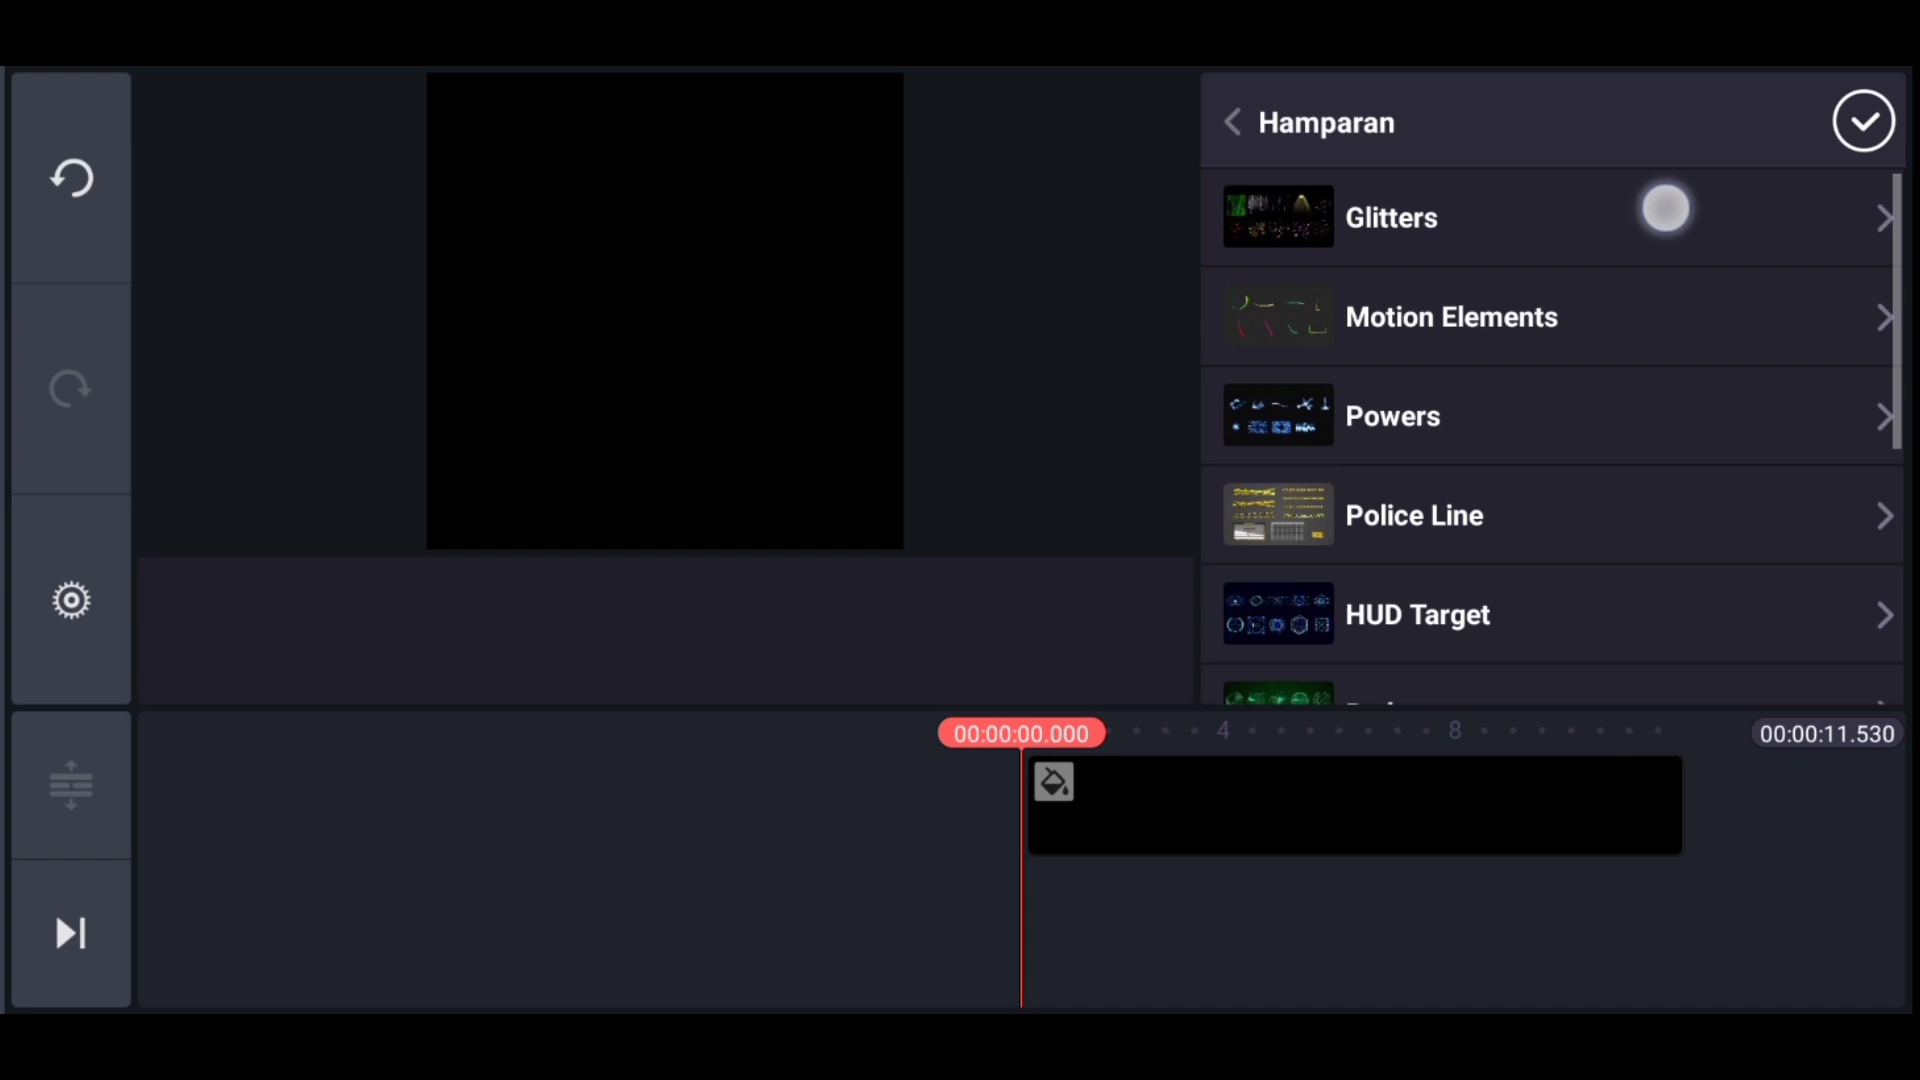 Hamparan
Glitters
Motion Elements
Powers
Police Line
HUD Target
00:00:00.000
4
8
00:00:11.530